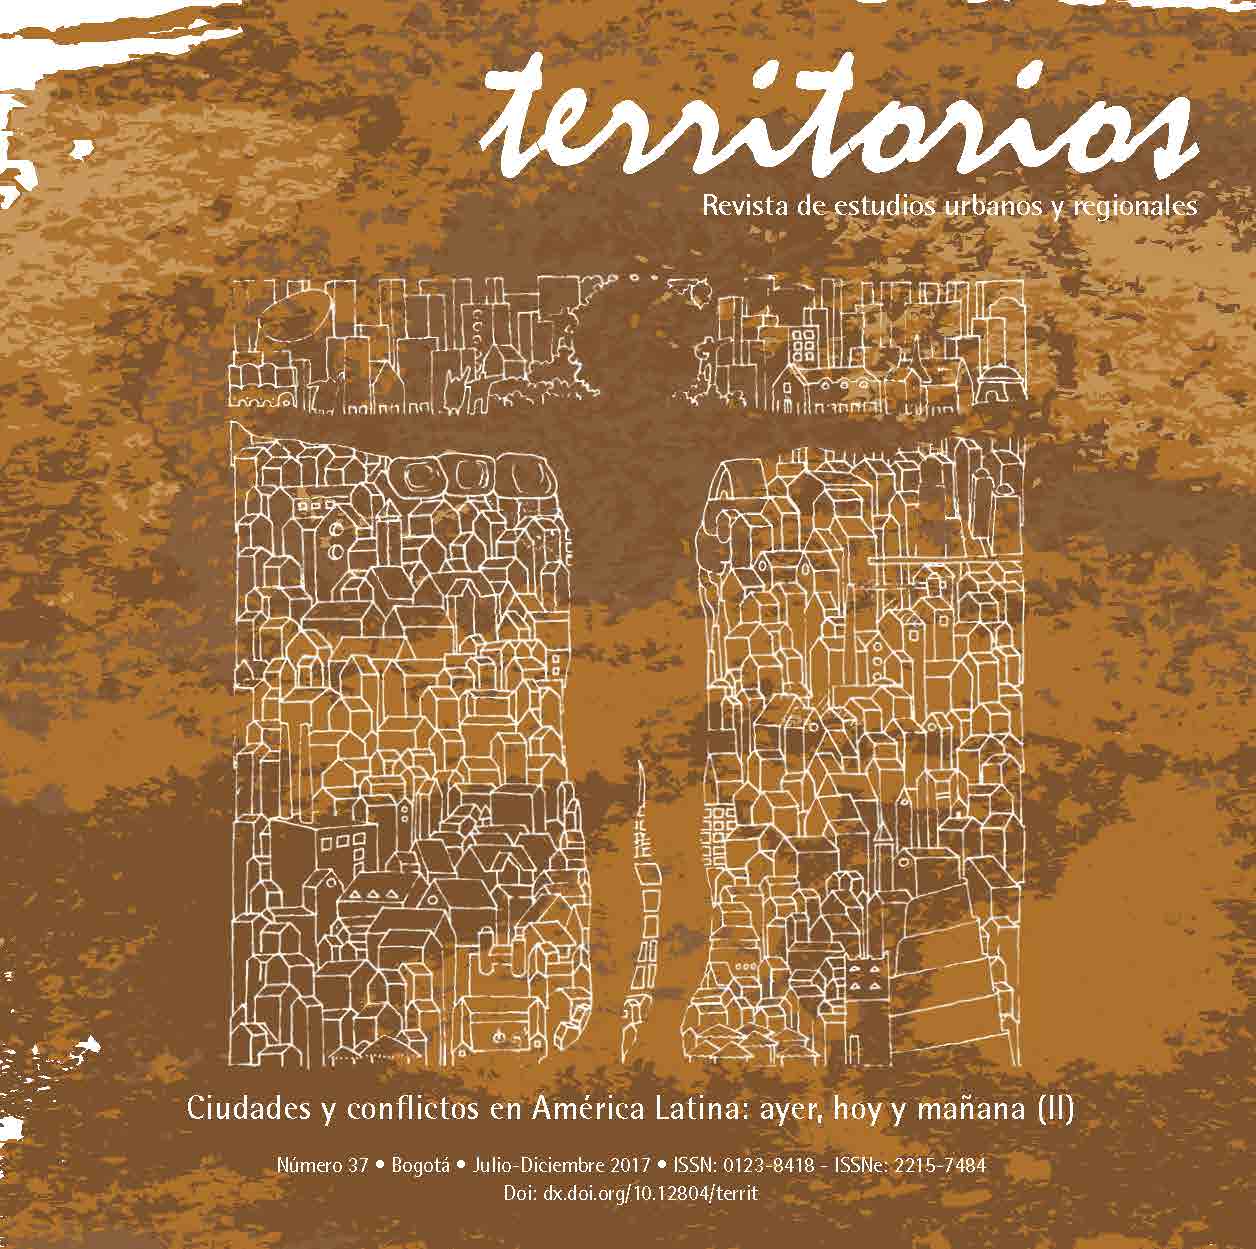 territorios
Revista de estudios urbanos y regionales
Ciudades y conflictos en América Latina: ayer, hoy y mañana (II)
Número 37 • Bogotá • Julio-Diciembre 2017 • ISSN: 0123-8418 - ISSNe: 2215-7484
Doi: dx.doi.org/10.12804/territ